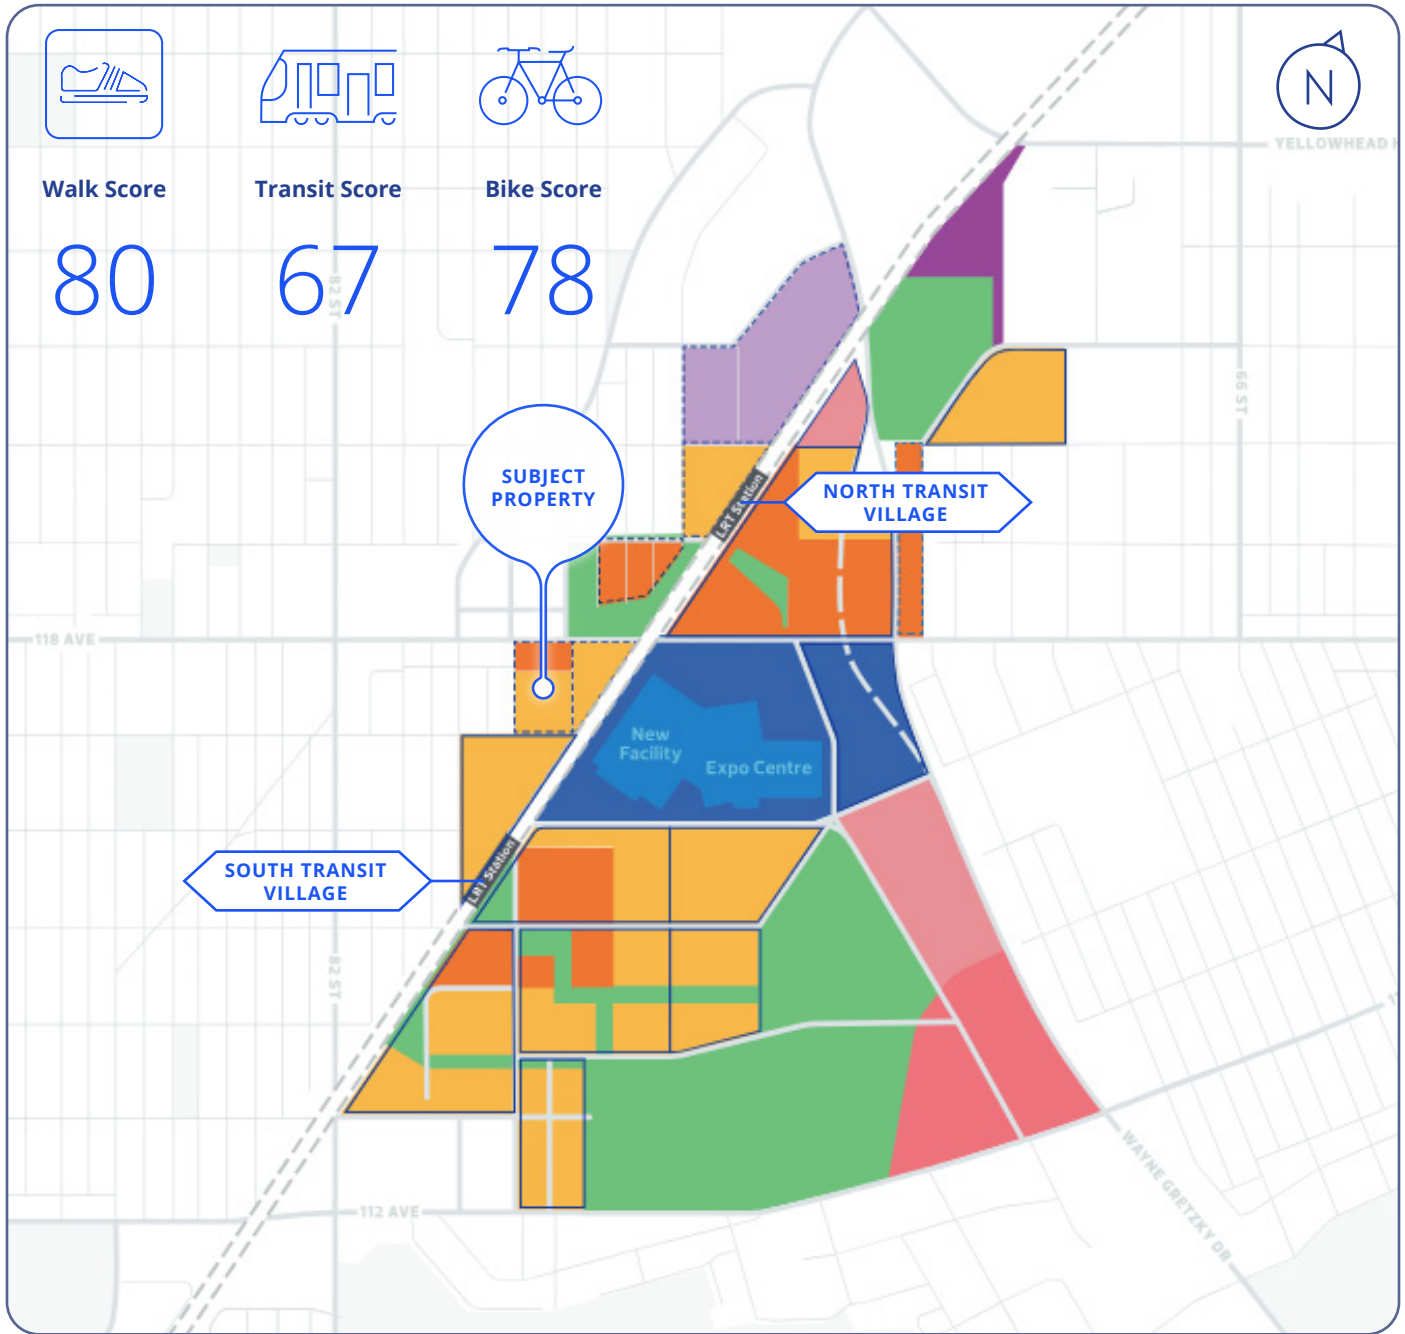 N
YELLOWHEAD
Walk Score
Transit Score
Bike Score
80
67
78
82 ST
66 ST
SUBJECT
PROPERTY
LRT Station
NORTH TRANSIT
VILLAGE
118 AVE
New
Facility
Expo Centre
SOUTH TRANSIT
VILLAGE
LRT Station
82 ST
WAYNE GRETZKY DR
112 AVE